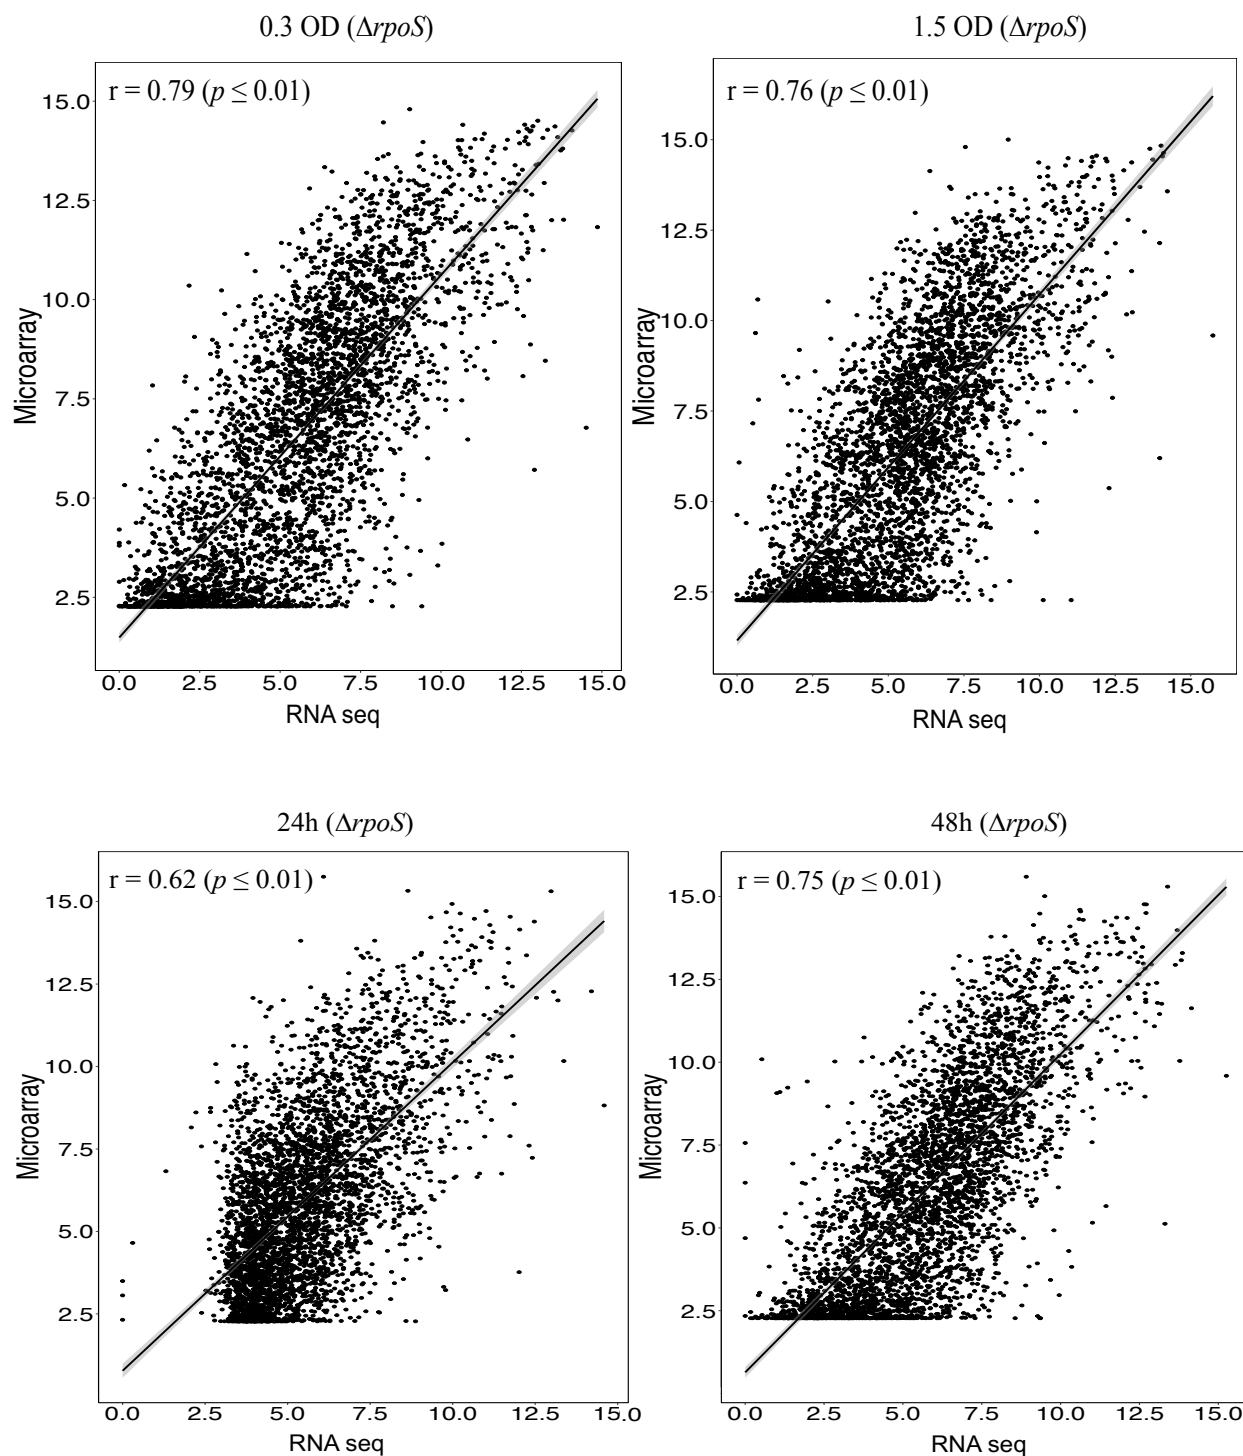 0.3 OD (ΔrpoS)
r = 0.79 (p ≤ 0.01)
15.0
12.5
10.0
7.5
5.0
2.5
Microarray
0.0 2.5 5.0 7.5 10.0 12.5 15.0
RNA seq
1.5 OD (ΔrpoS)
r = 0.76 (p ≤ 0.01)
15.0
12.5
10.0
7.5
5.0
2.5
Microarray
0.0 2.5 5.0 7.5 10.0 12.5 15.0
RNA seq
24h (ΔrpoS)
r = 0.62 (p ≤ 0.01)
15.0
12.5
10.0
7.5
5.0
2.5
Microarray
0.0 2.5 5.0 7.5 10.0 12.5 15.0
RNA seq
48h (ΔrpoS)
r = 0.75 (p ≤ 0.01)
15.0
12.5
10.0
7.5
5.0
2.5
Microarray
0.0 2.5 5.0 7.5 10.0 12.5 15.0
RNA seq